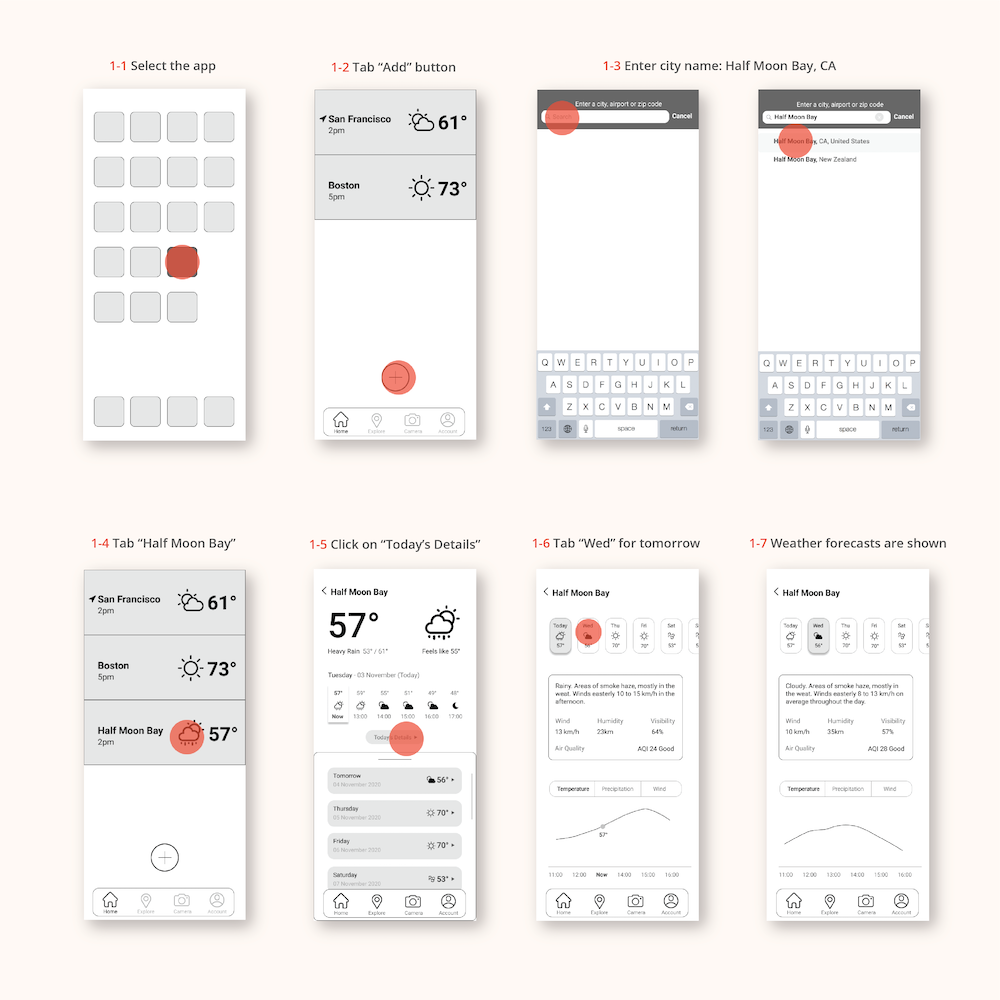 1-1 Select the app
1-2 Tab “Add” button
1-3 Enter city name: Half Moon Bay, CA
San Francisco
2pm
61°
Boston
5pm
73°
Home
Explore
Camera
Account
Enter a city, airport or zip code
Search
Cancel
Q W E R T Y U I O P
A S D F G H J K L
Z X C V B N M
123
space
return
Enter a city, airport or zip code
Half Moon Bay
Cancel
Half Moon Bay, CA, United States
Half Moon Bay, New Zealand
Q W E R T Y U I O P
A S D F G H J K L
Z X C V B N M
123
space
return
1-4 Tab “Half Moon Bay”
1-5 Click on “Today’s Details”
1-6 Tab “Wed” for tomorrow
1-7 Weather forecasts are shown
San Francisco
2pm
61°
Boston
5pm
73°
Half Moon Bay
2pm
57°
Home
Explore
Camera
Account
Half Moon Bay
57°
Heavy Rain 53° / 61°
Feels like 55°
Tuesday · 03 November (Today)
57° 59° 55° 51° 49° 48°
Now 13:00 14:00 15:00 16:00 17:00
Today's Details
Tomorrow
04 November 2020
56°
Thursday
05 November 2020
70°
Friday
06 November 2020
70°
Saturday
07 November 2020
53°
Home
Explore
Camera
Account
Half Moon Bay
Today Wed Thu Fri Sat
57° 56° 70° 70° 53°
Rainy. Areas of smoke haze, mostly in the
west. Winds easterly 10 to 15 km/h in the
afternoon.
Wind Humidity Visibility
13 km/h 23km 64%
Air Quality AQI 24 Good
Temperature Precipitation Wind
57°
11:00 12:00 Now 14:00 15:00 16:00
Home
Explore
Camera
Account
Half Moon Bay
Today Wed Thu Fri Sat
57° 56° 70° 70° 53°
Cloudy. Areas of smoke haze, mostly in
the weat. Winds easterly 8 to 13 km/h on
average throughout the day.
Wind Humidity Visibility
10 km/h 35km 57%
Air Quality AQI 28 Good
Temperature Precipitation Wind
11:00 12:00 13:00 14:00 15:00 16:00
Home
Explore
Camera
Account